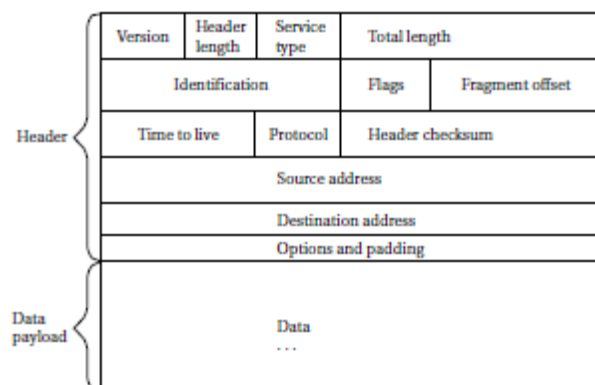 Version
Header
length
Service
type
Total length
Identification
Flags
Fragment offset
Header
Time to live
Protocol
Header checksum
Source address
Destination address
Options and padding
Data
payload
Data
...